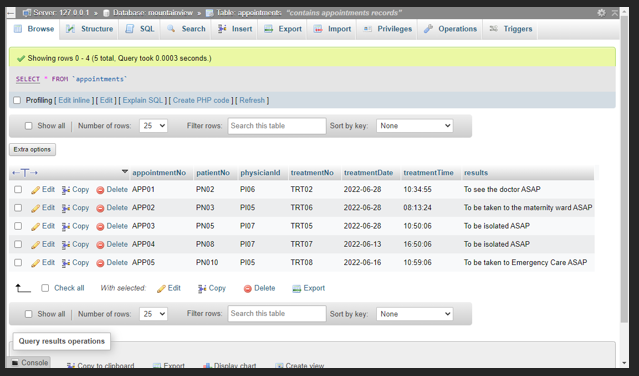 Server: 127.0.0.1 » Database: mountainview » Table: appointments "contains appointments records"
Browse Structure SQL Search Insert Export Import Privileges Operations Triggers
Showing rows 0 - 4 (5 total, Query took 0.0003 seconds.)
SELECT * FROM `appointments`
Profiling [ Edit inline ] [ Edit ] [ Explain SQL ] [ Create PHP code ] [ Refresh ]
Show all | Number of rows: 25 Filter rows: Search this table Sort by key: None
Extra options
←T→ appointmentNo patientNo physicianId treatmentNo treatmentDate treatmentTime results
Edit Copy Delete APP01 PN02 PI06 TRT02 2022-06-28 10:34:55 To see the doctor ASAP
Edit Copy Delete APP02 PN03 PI05 TRT06 2022-06-28 08:13:24 To be taken to the maternity ward ASAP
Edit Copy Delete APP03 PN05 PI07 TRT05 2022-06-28 10:50:06 To be isolated ASAP
Edit Copy Delete APP04 PN08 PI07 TRT07 2022-06-13 16:50:06 To be isolated ASAP
Edit Copy Delete APP05 PN010 PI05 TRT08 2022-06-16 10:59:06 To be taken to Emergency Care ASAP
Check all With selected: Edit Copy Delete Export
Show all | Number of rows: 25 Filter rows: Search this table Sort by key: None
Query results operations
Console Copy to clipboard Export Display chart Create view